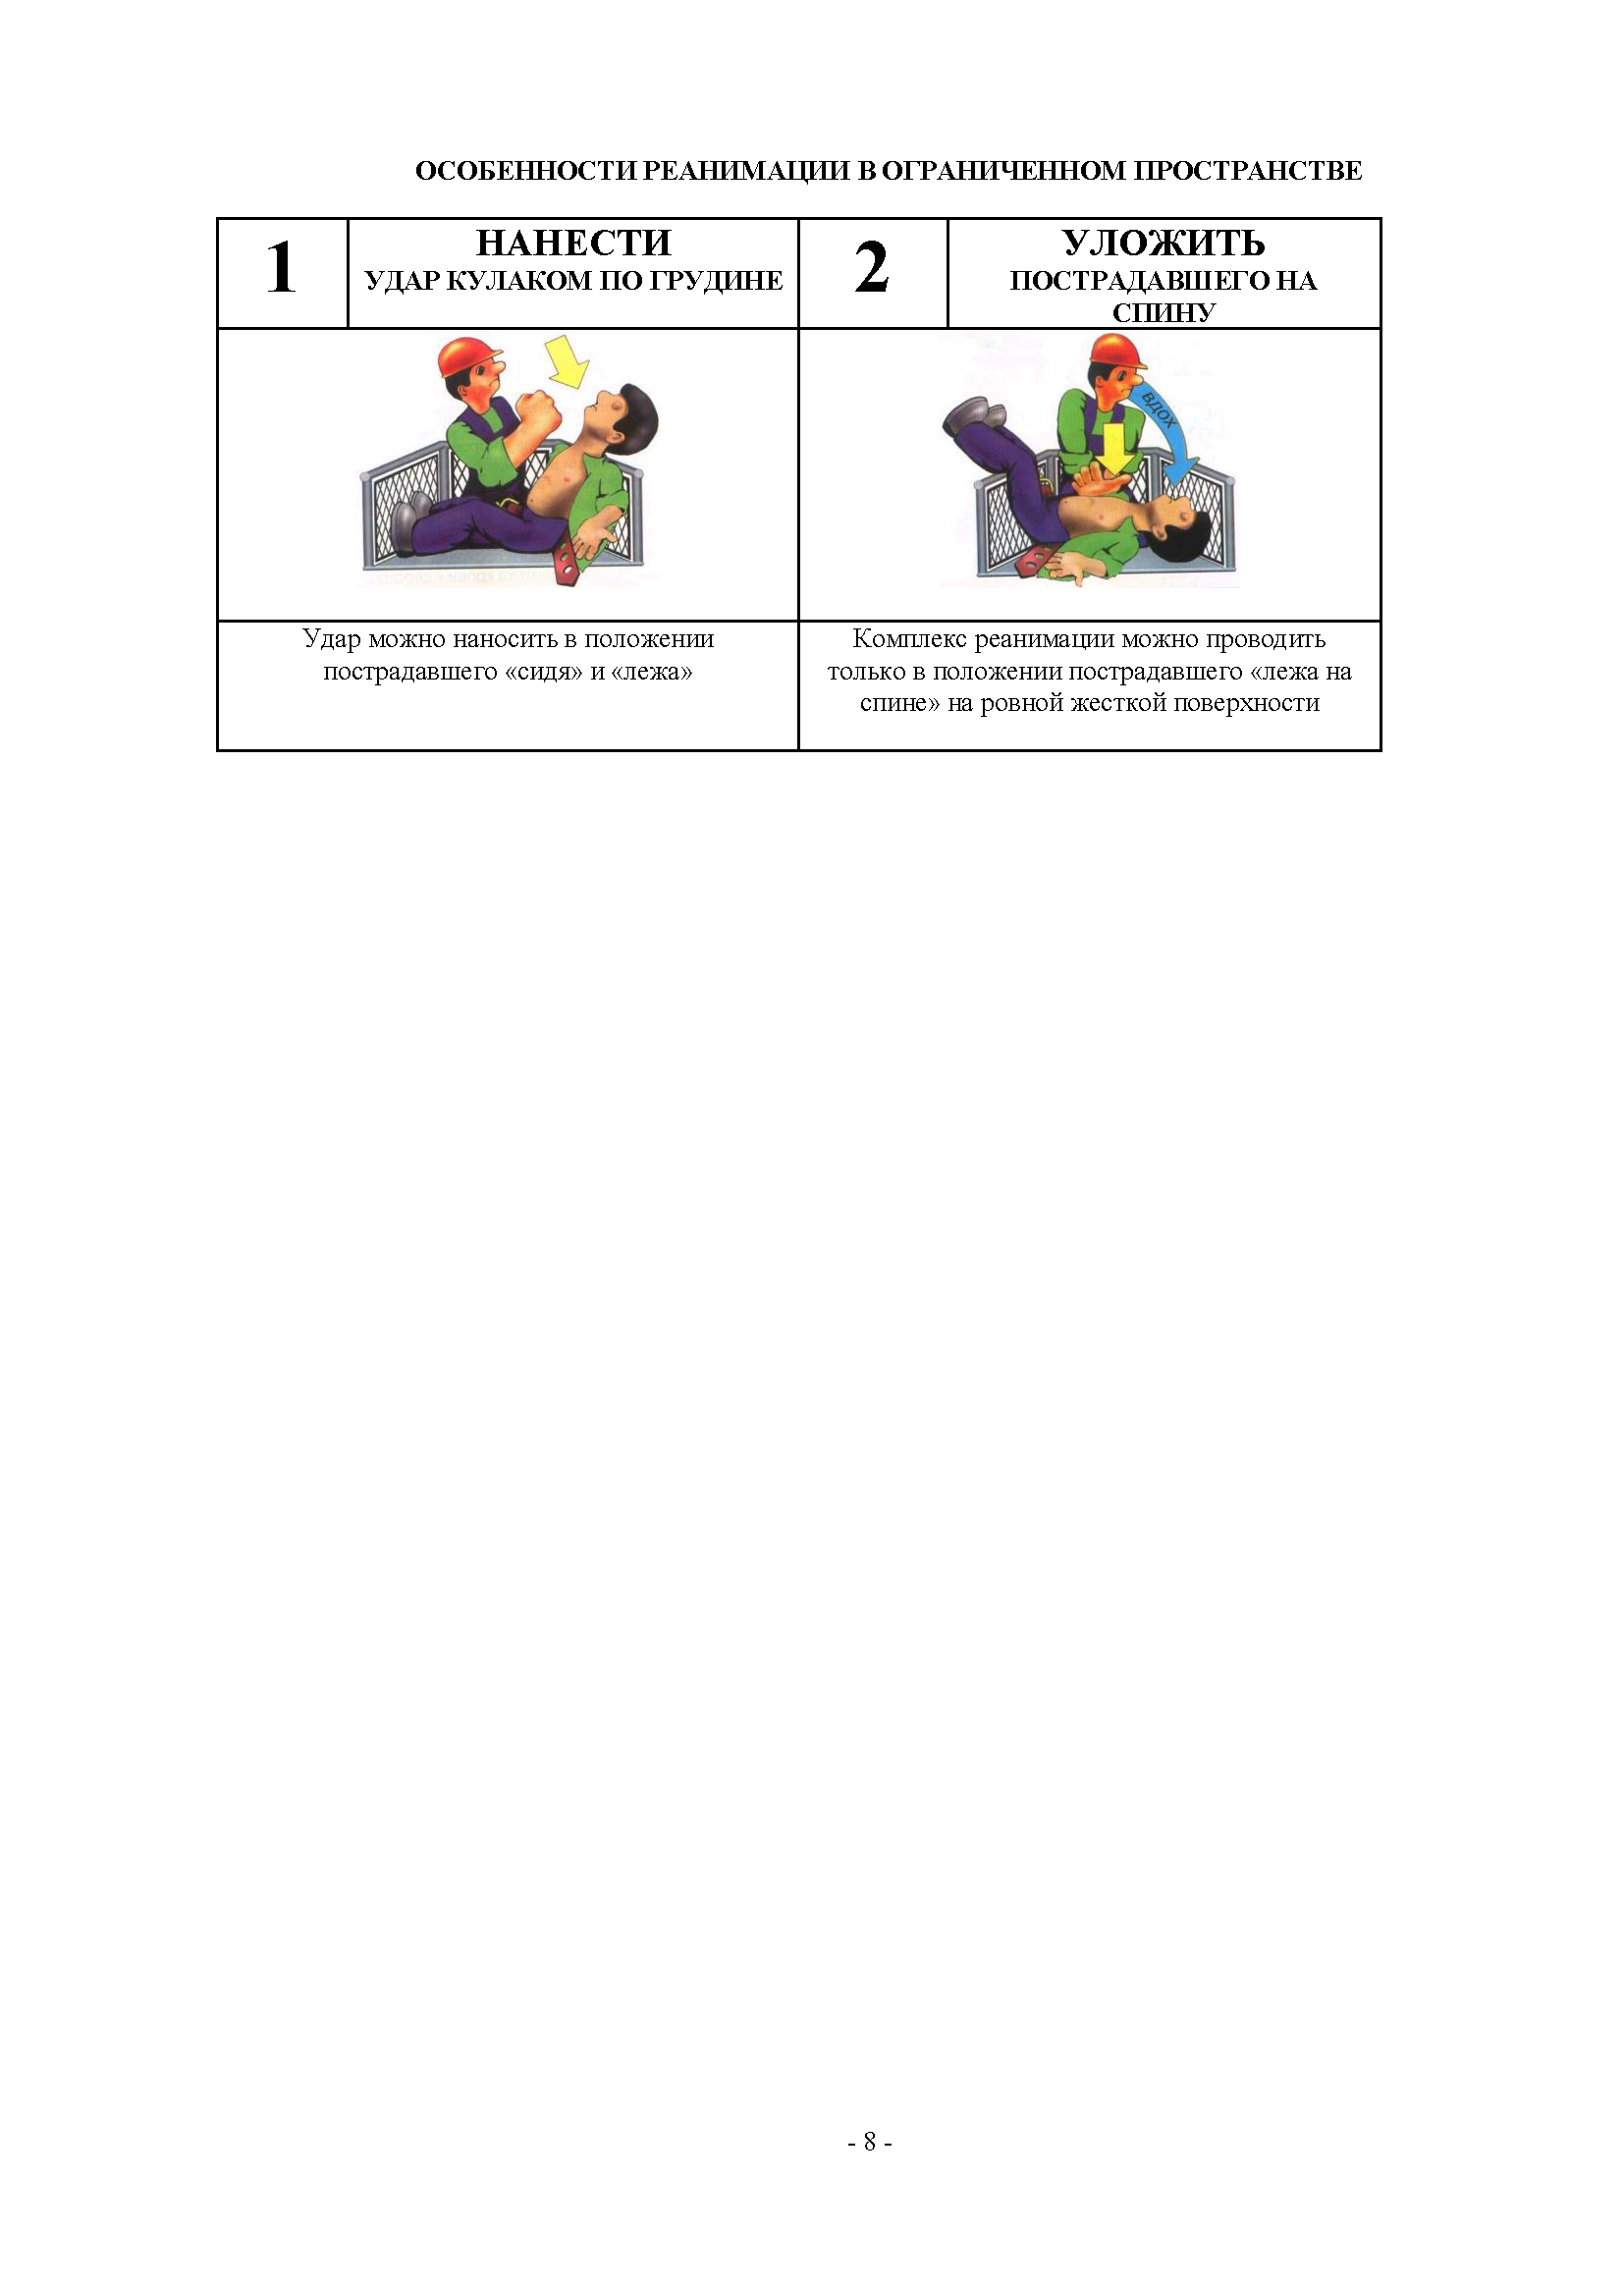 ОСОБЕННОСТИ РЕАНИМАЦИИ В ОГРАНИЧЕННОМ ПРОСТРАНСТВЕ
1
НАНЕСТИ
УДАР КУЛАКОМ ПО ГРУДИНЕ
2
УЛОЖИТЬ
ПОСТРАДАВШЕГО НА
СПИНУ
ВДОХ
Удар можно наносить в положении
пострадавшего «сидя» и «лежа»
Комплекс реанимации можно проводить
только в положении пострадавшего «лежа на
спине» на ровной жесткой поверхности
- 8 -